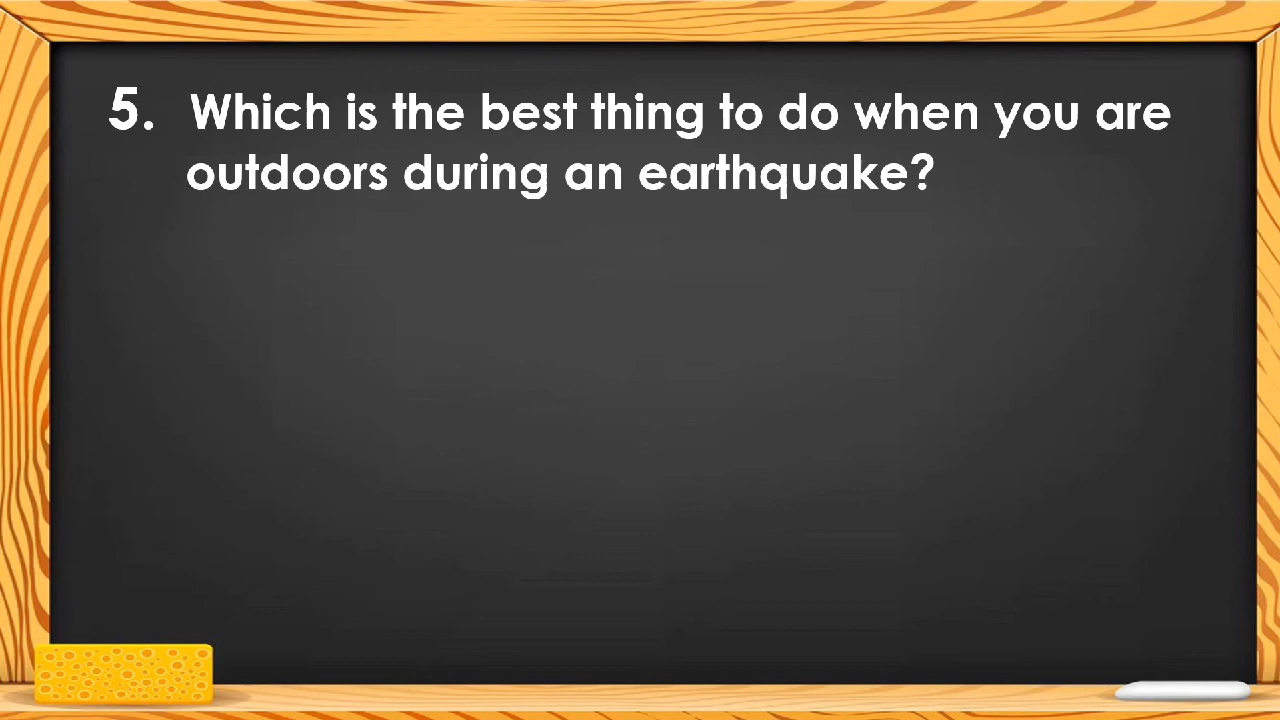 5. Which is the best thing to do when you are
outdoors during an earthquake?